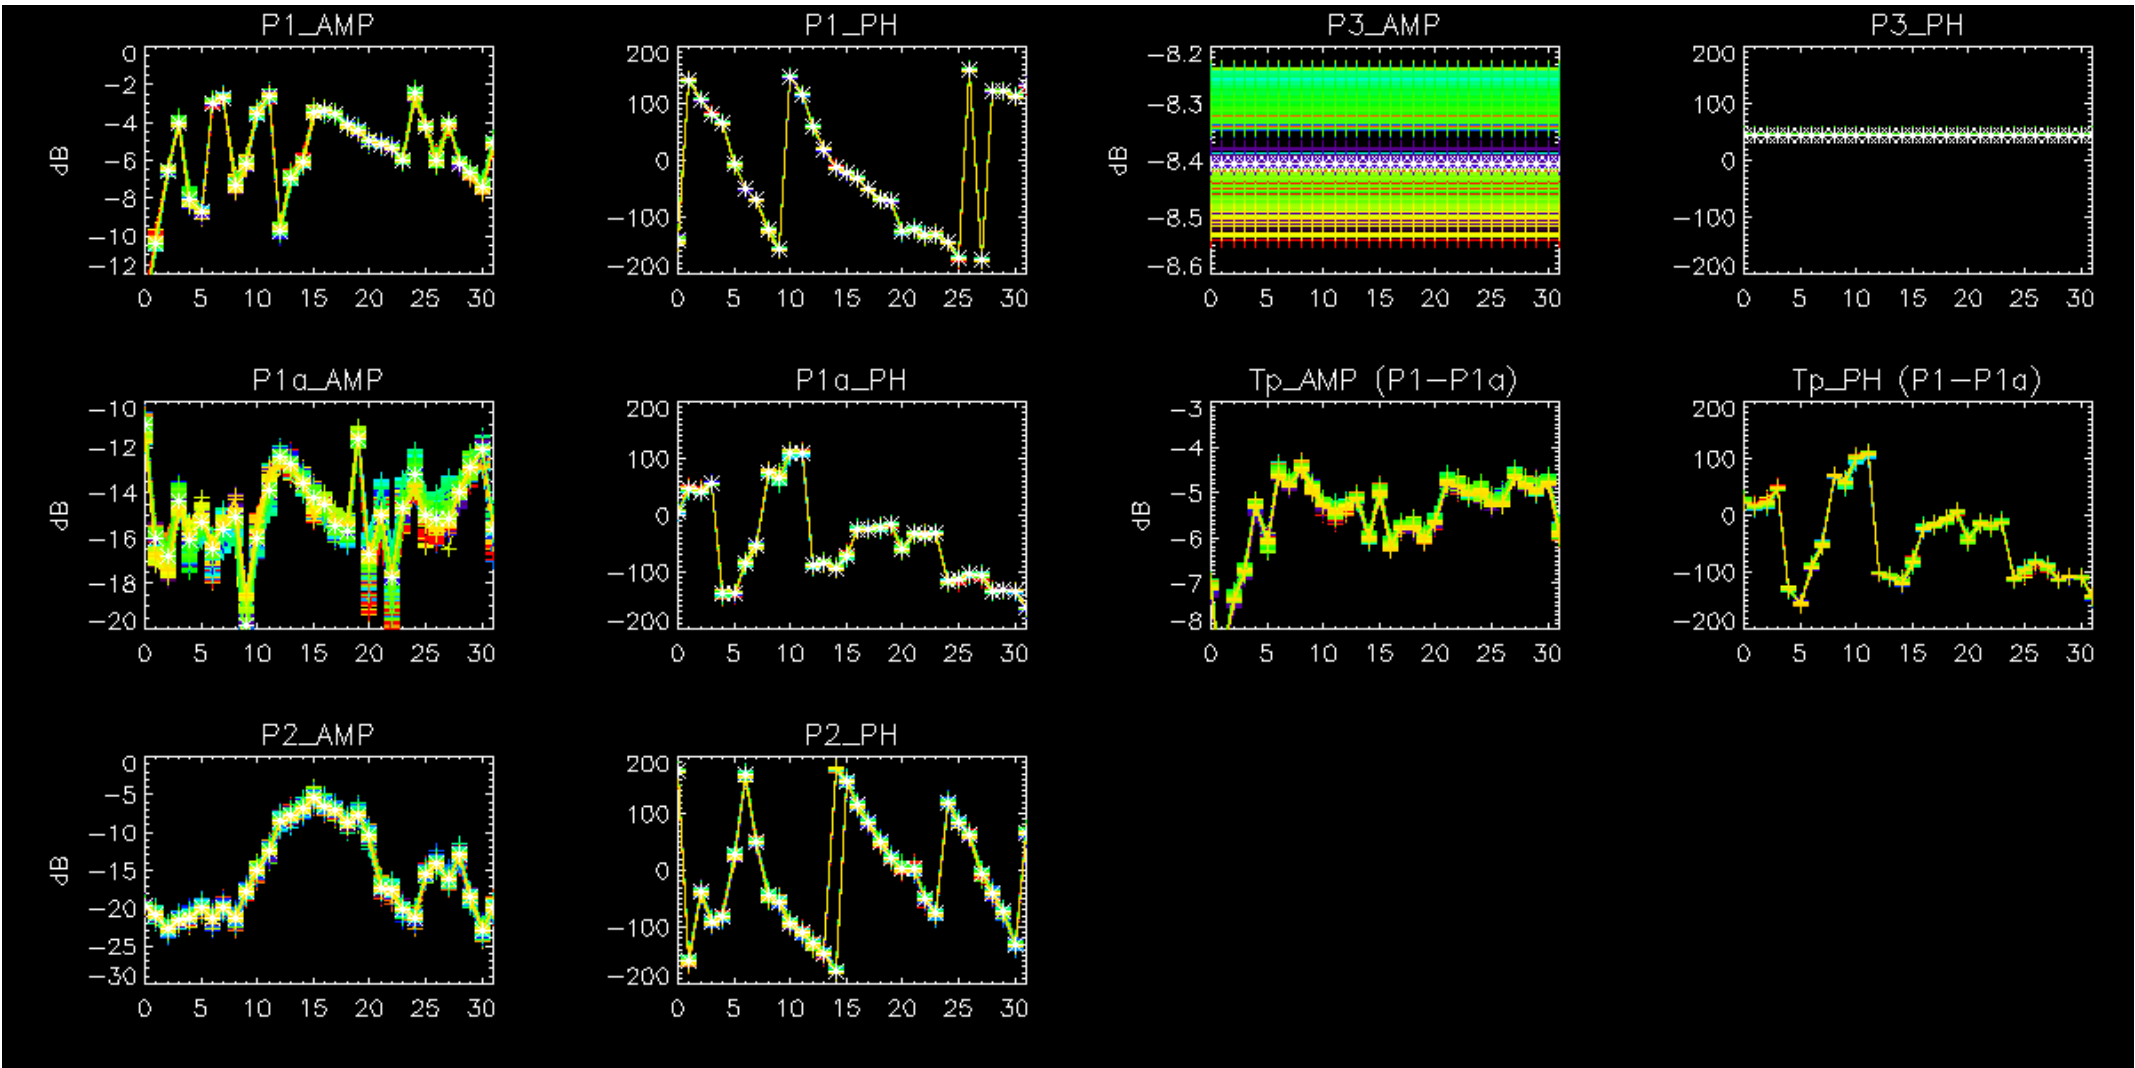 P1_AMP
P1_PH
P3_AMP
P3_PH
0
−2
−4
−6
−8
−10
−12
dB
0 5 10 15 20 25 30
200
100
0
−100
−200
0 5 10 15 20 25 30
−8.2
−8.3
−8.4
−8.5
−8.6
dB
0 5 10 15 20 25 30
200
100
0
−100
−200
0 5 10 15 20 25 30
P1a_AMP
P1a_PH
Tp_AMP (P1−P1a)
Tp_PH (P1−P1a)
−10
−12
−14
−16
−18
−20
dB
0 5 10 15 20 25 30
200
100
0
−100
−200
0 5 10 15 20 25 30
−3
−4
−5
−6
−7
−8
dB
0 5 10 15 20 25 30
200
100
0
−100
−200
0 5 10 15 20 25 30
P2_AMP
P2_PH
0
−5
−10
−15
−20
−25
−30
dB
0 5 10 15 20 25 30
200
100
0
−100
−200
0 5 10 15 20 25 30